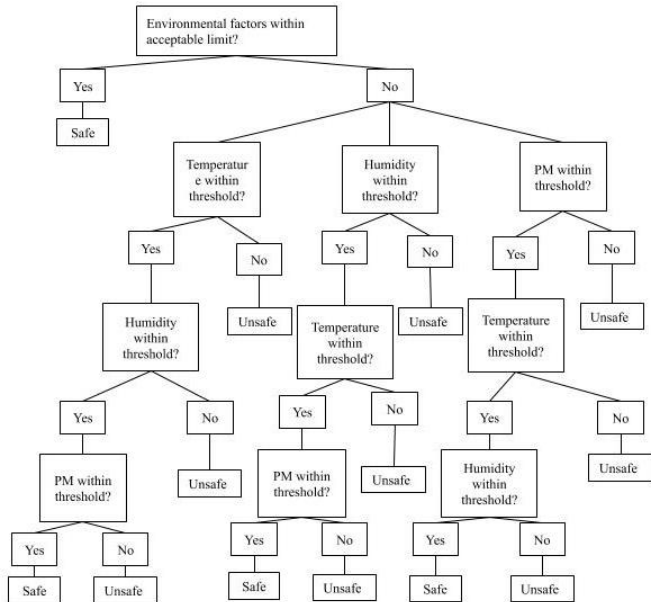 Environmental factors within
acceptable limit?
Yes
No
Safe
Temperatur
e within
threshold?
Humidity
within
threshold?
PM within
threshold?
Yes
No
Yes
No
Yes
No
Humidity
within
threshold?
Unsafe
Temperature
within
threshold?
Unsafe
Temperature
within
threshold?
Unsafe
Yes
No
Yes
No
Yes
No
PM within
threshold?
Unsafe
PM within
threshold?
Unsafe
Humidity
within
threshold?
Unsafe
Yes
No
Yes
No
Yes
No
Safe
Unsafe
Safe
Unsafe
Safe
Unsafe